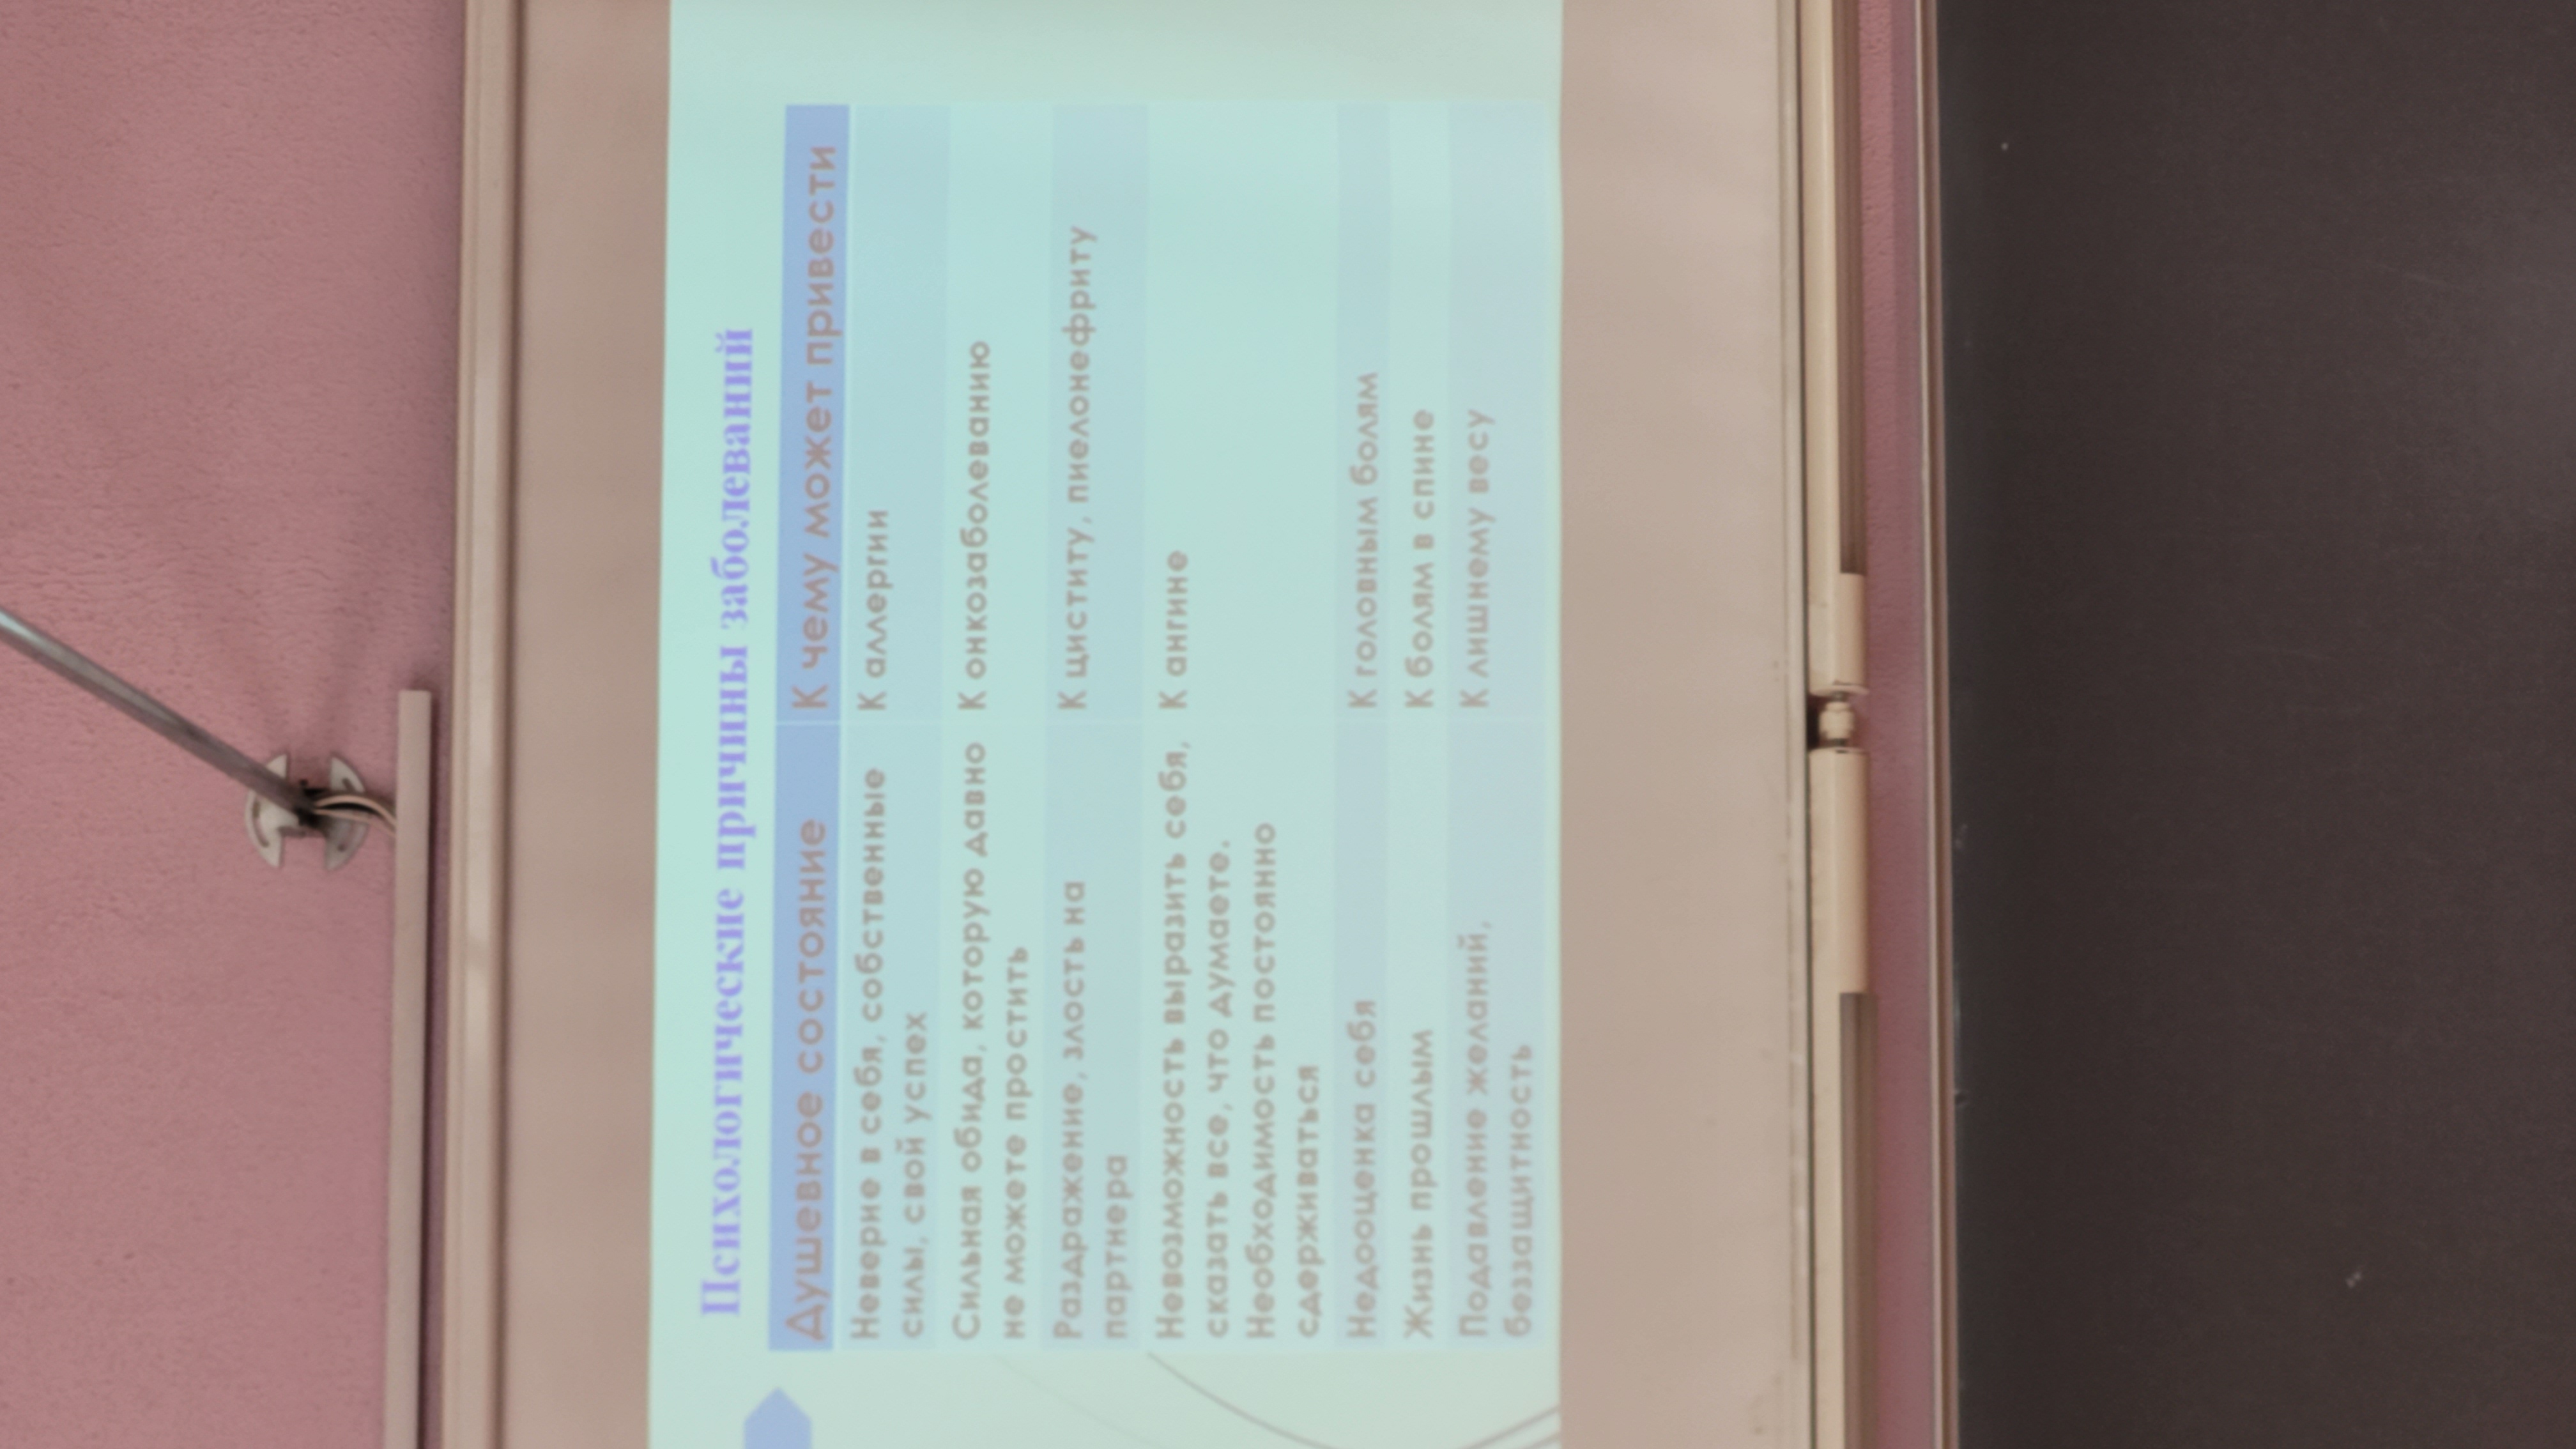 Психологические причины заболеваний
Душевное состояние
К чему может привести
Неверие в себя, собственные
силы, свой успех
К аллергии
Сильная обида, которую давно
не можете простить
К онкозаболеванию
Раздражение, злость на
партнера
К циститу, пиелонефриту
Невозможность выразить себя,
сказать все, что думаете.
Необходимость постоянно
сдерживаться
К ангине
Недооценка себя
К головным болям
Жизнь прошлым
К болям в спине
Подавление желаний,
беззащитность
К лишнему весу